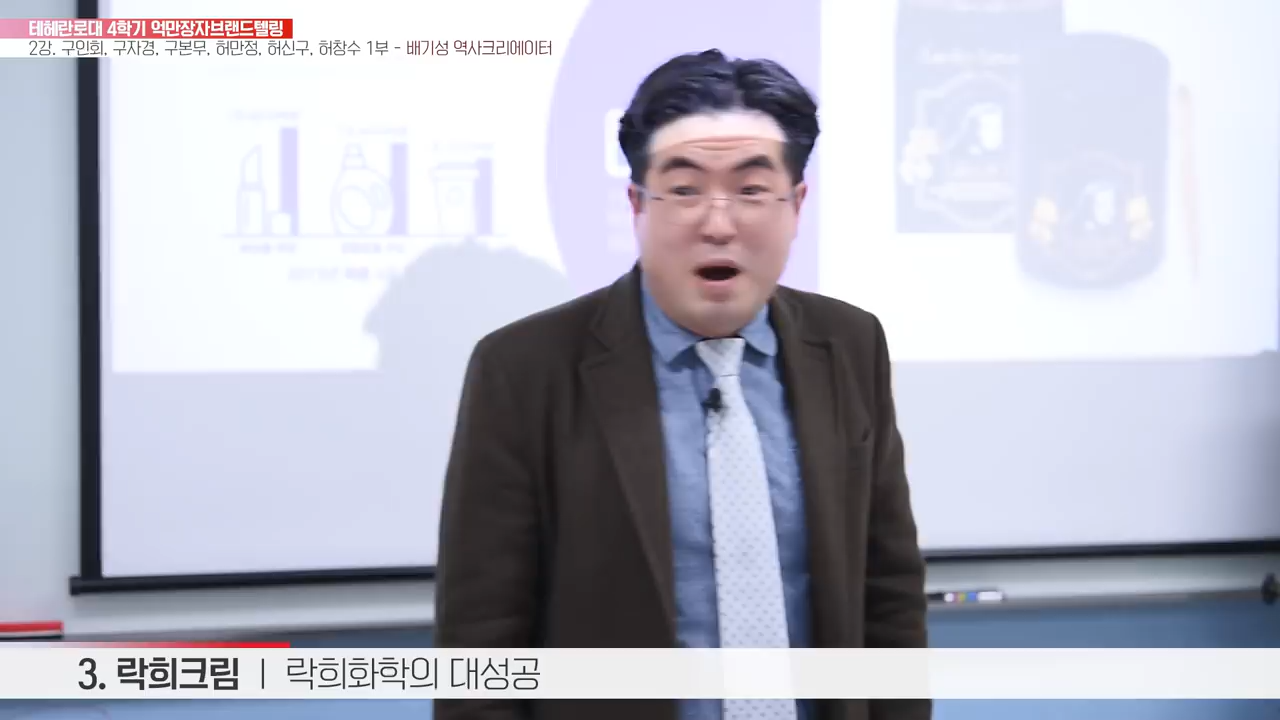 테헤란로대 4학기 억만장자브랜드텔링
2강. 구인회, 구자경, 구본무, 허만정, 허신구, 허창수 1부 - 배기성 역사크리에이터
3. 락희크림 | 락희화학의 대성공